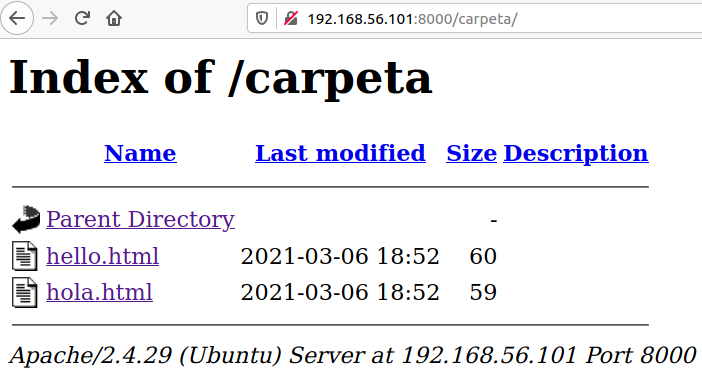 192.168.56.101:8000/carpeta/
Index of /carpeta
Name Last modified Size Description
Parent Directory -
hello.html 2021-03-06 18:52 60
hola.html 2021-03-06 18:52 59
Apache/2.4.29 (Ubuntu) Server at 192.168.56.101 Port 8000